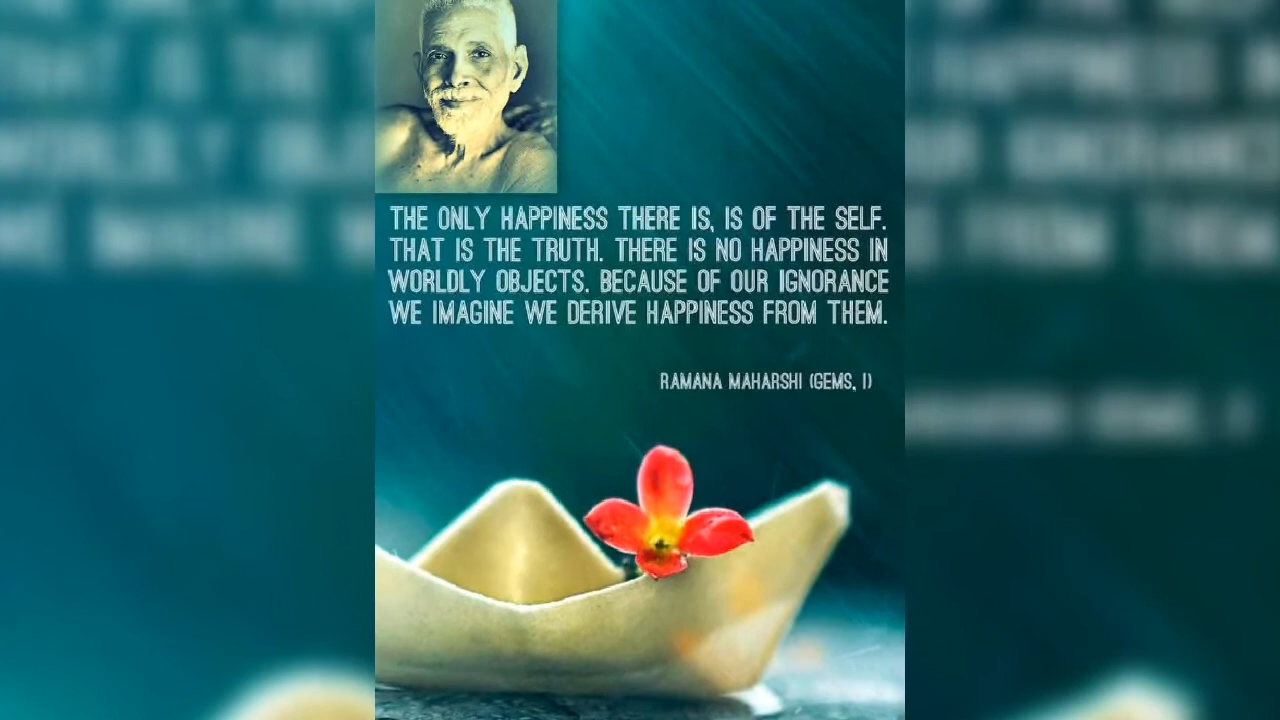 THE ONLY HAPPINESS THERE IS, IS OF THE SELF.
THAT IS THE TRUTH. THERE IS NO HAPPINESS IN
WORLDLY OBJECTS. BECAUSE OF OUR IGNORANCE
WE IMAGINE WE DERIVE HAPPINESS FROM THEM.
RAMANA MAHARSHI (GEMS, I)